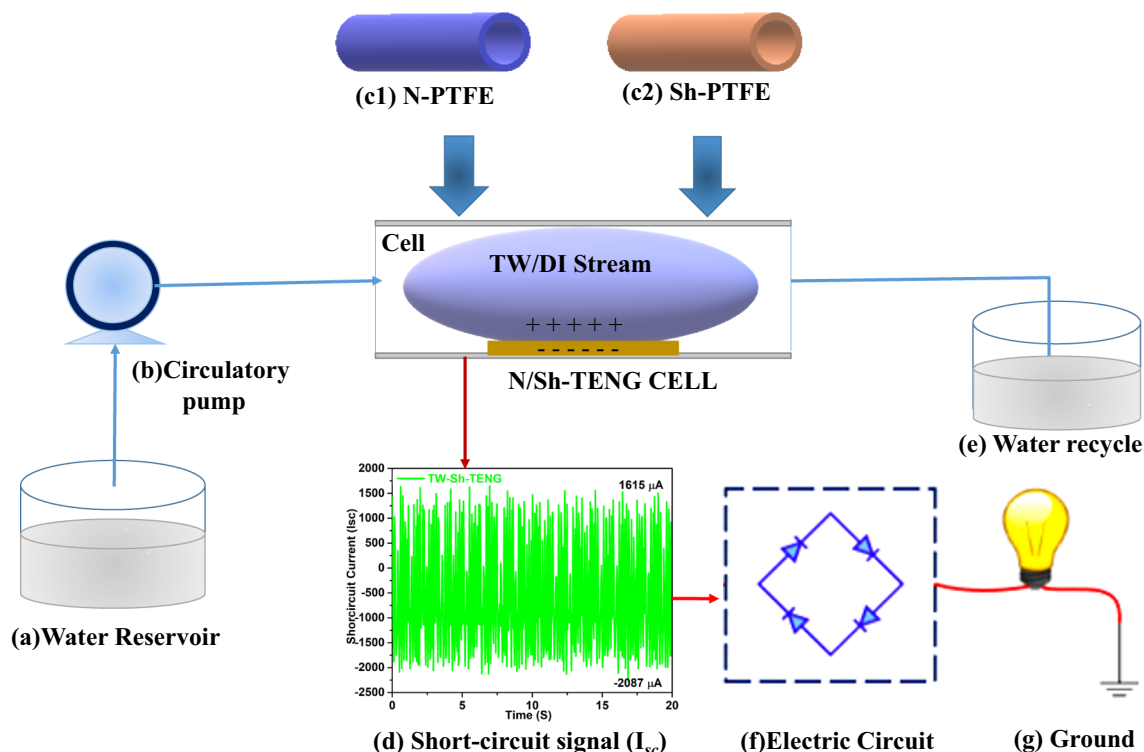 (c1) N-PTFE
(c2) Sh-PTFE
Cell
TW/DI Stream
+ + + + +
- - - - - -
N/Sh-TENG CELL
(b)Circulatory
pump
(e) Water recycle
(a)Water Reservoir
TW-Sh-TENG
1615 µA
-2087 µA
Shorcircuit Current (Isc)
2000
1500
1000
500
0
-500
-1000
-1500
-2000
-2500
0
5
10
15
20
Time (S)
(d) Short-circuit signal (Isc)
(f)Electric Circuit
(g) Ground